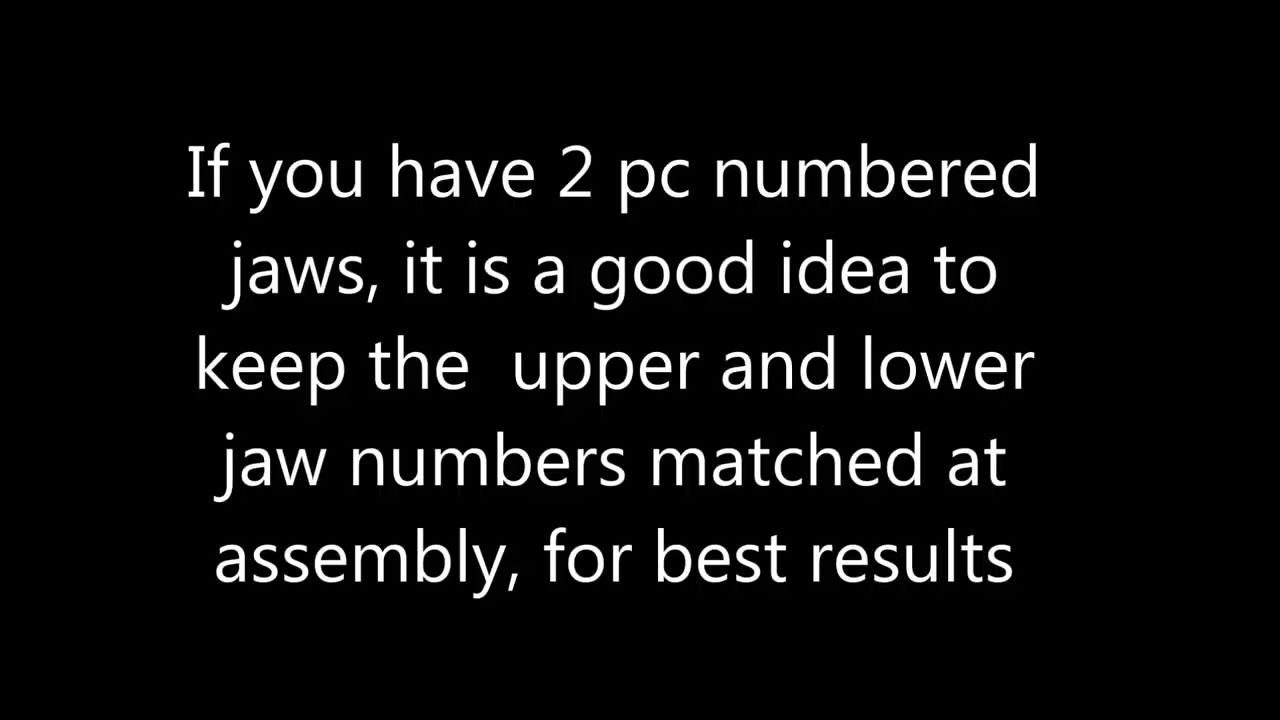 If you have 2 pc numbered
jaws, it is a good idea to
keep the  upper and lower
jaw numbers matched at
assembly, for best results